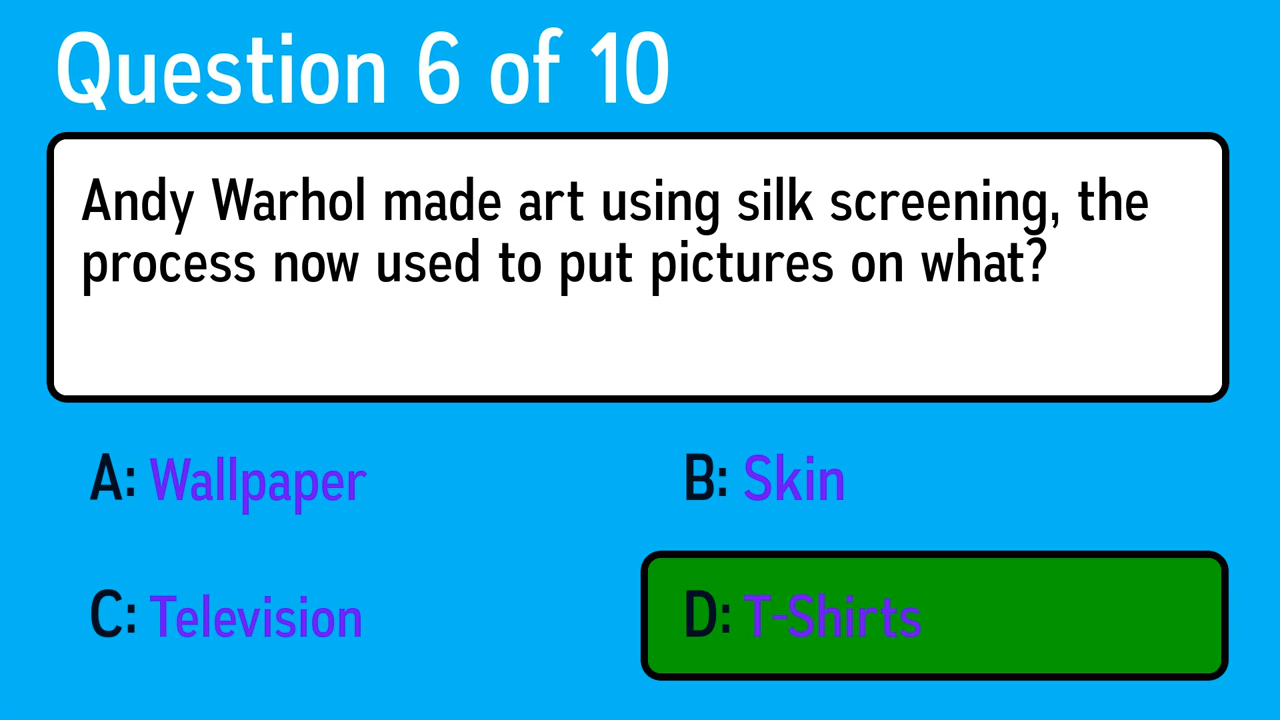 Question 6 of 10
Andy Warhol made art using silk screening, the
process now used to put pictures on what?
A: Wallpaper
B: Skin
C: Television
D: T-Shirts